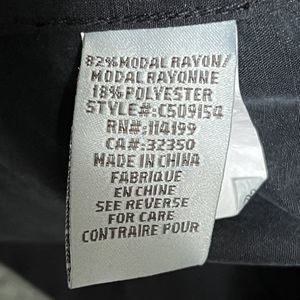 82% MODAL RAYON/
MODAL RAYONNE
18% POLYESTER
STYLE#:C509154
RN#:114199
CA#:32350
MADE IN CHINA
FABRIQUE
EN CHINE
SEE REVERSE
FOR CARE
CONTRAIRE POUR